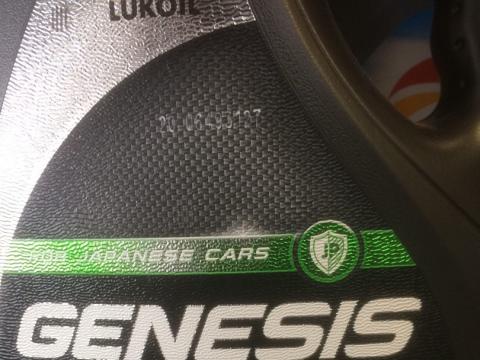 LUKOIL
FOR JAPANESE CARS
GENESIS